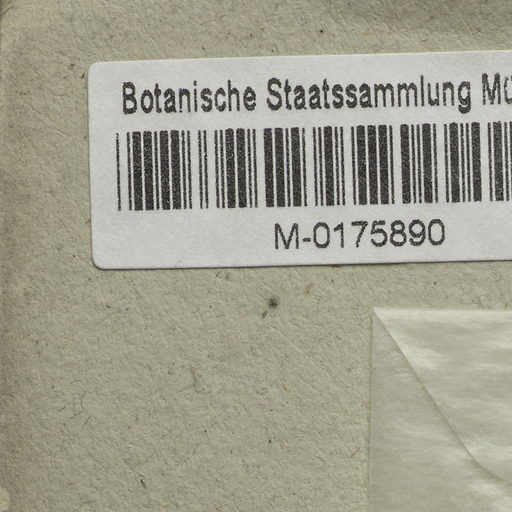 Botanische Staatssammlung Mü
M-0175890